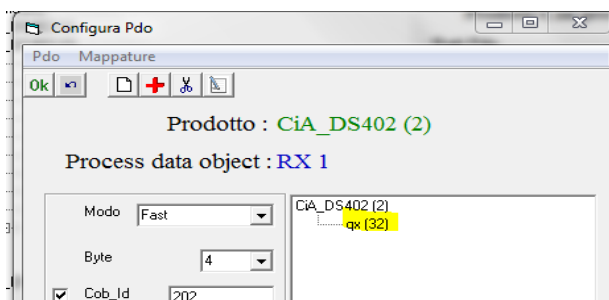 Configura Pdo
Pdo Mappature
Ok
Prodotto : CiA_DS402 (2)
Process data object : RX 1
Modo Fast
CiA_DS402 (2)
qx (32)
Byte 4
Cob_Id 202